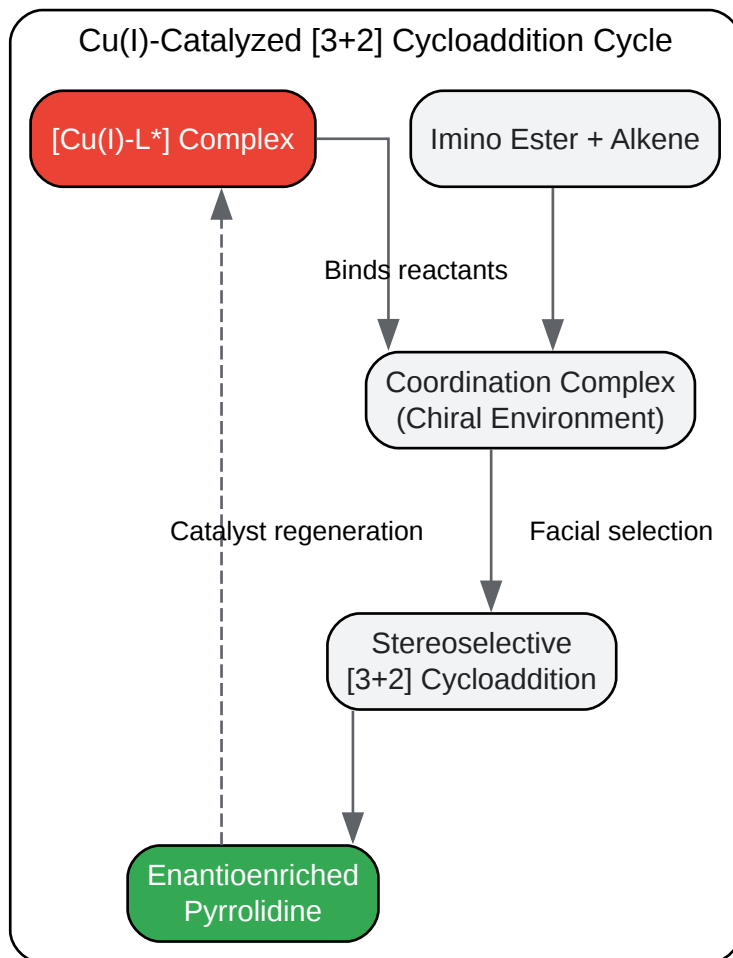 Cu(I)-Catalyzed [3+2] Cycloaddition Cycle
[Cu(I)-L*] Complex
Imino Ester + Alkene
Binds reactants
Coordination Complex
(Chiral Environment)
Catalyst regeneration
Facial selection
Stereoselective
[3+2] Cycloaddition
Enantioenriched
Pyrrolidine